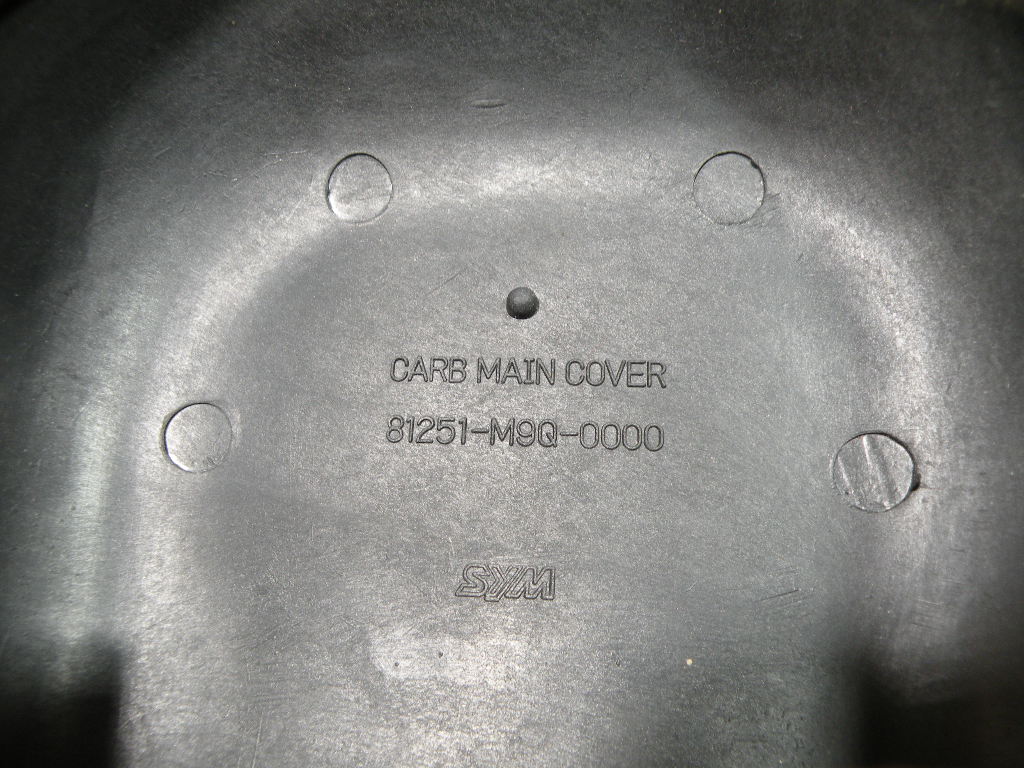 CARB MAIN COVER
81251-M9Q-0000
SYM